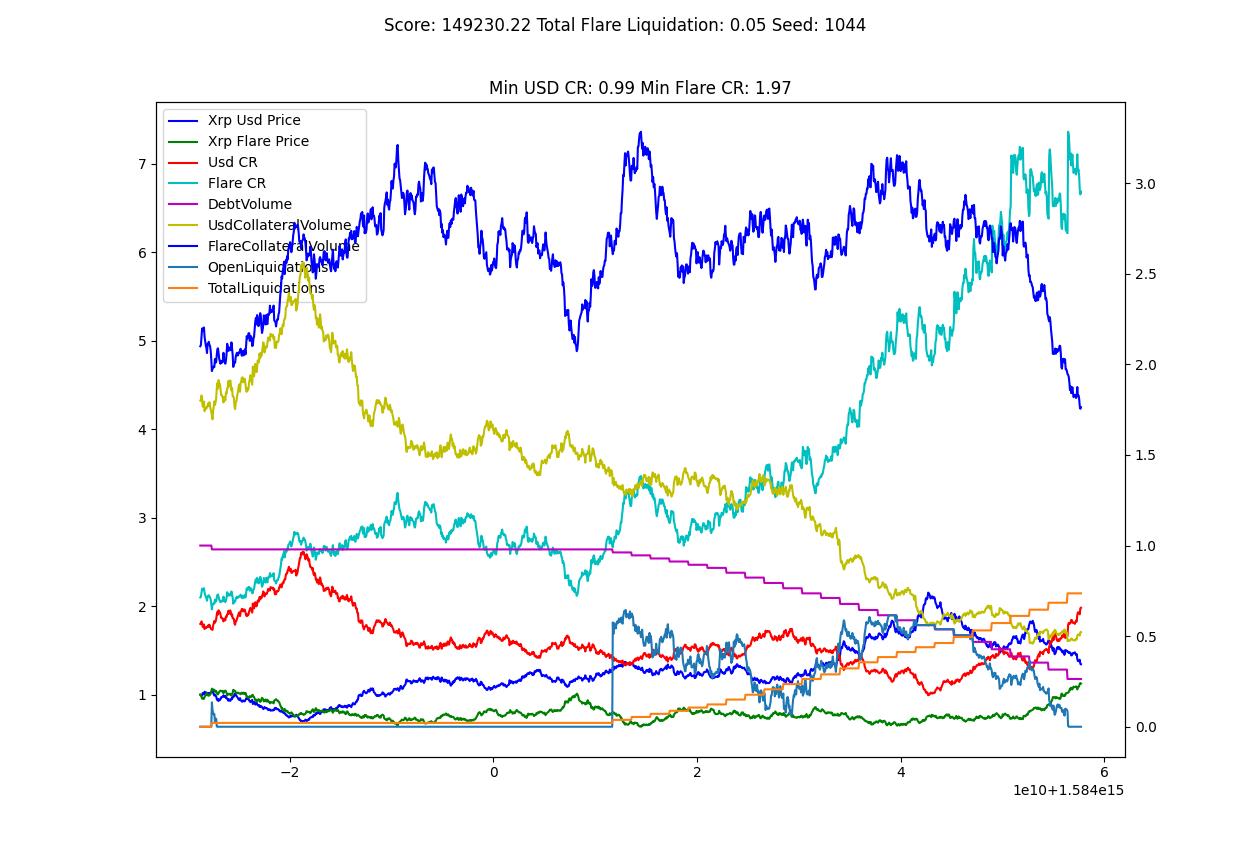 Score: 149230.22 Total Flare Liquidation: 0.05 Seed: 1044
Min USD CR: 0.99 Min Flare CR: 1.97
Xrp Usd Price
Xrp Flare Price
Usd CR
Flare CR
DebtVolume
UsdCollateralVolume
FlareCollateralVolume
OpenLiquidations
TotalLiquidations
7
6
5
4
3
2
1
3.0
2.5
2.0
1.5
1.0
0.5
0.0
−2 0 2 4 6
1e10+1.584e15